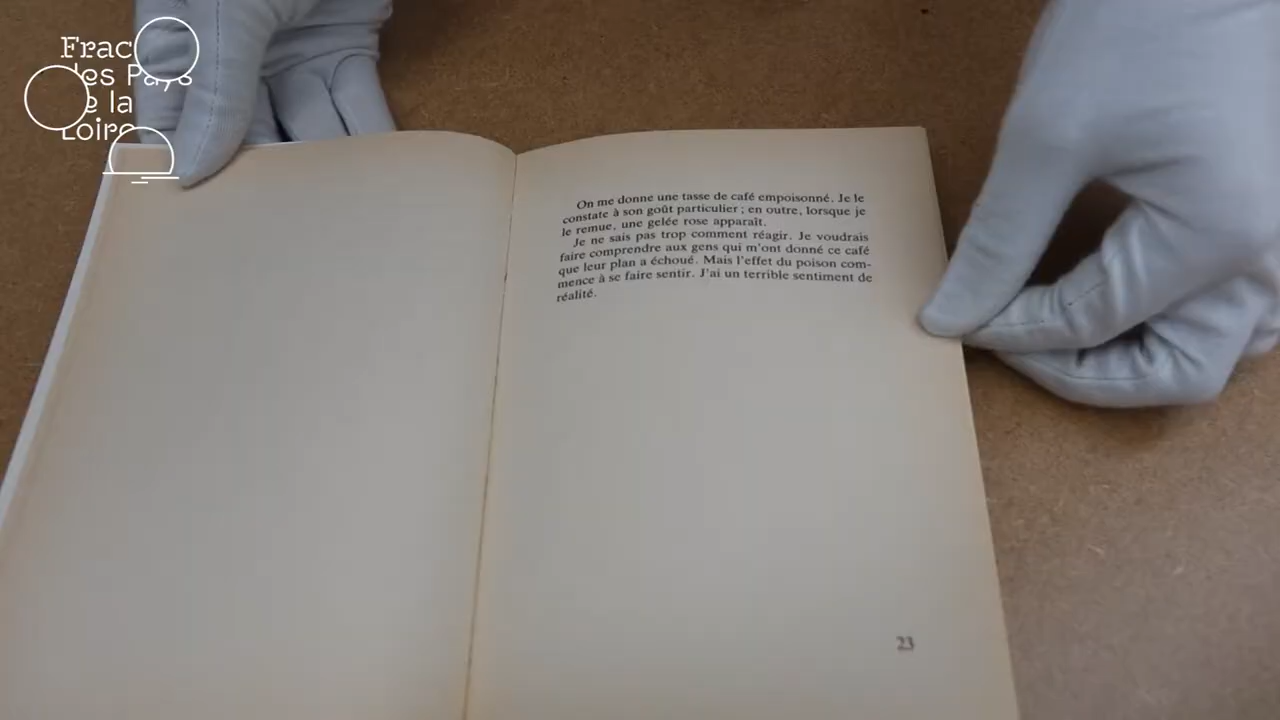 Frac
des Pays
de la
Loire
On me donne une tasse de café empoisonné. Je le
constate à son goût particulier ; en outre, lorsque je
le remue, une gelée rose apparaît.
Je ne sais pas trop comment réagir. Je voudrais
faire comprendre aux gens qui m'ont donné ce café
que leur plan a échoué. Mais l'effet du poison com-
mence à se faire sentir. J'ai un terrible sentiment de
réalité.
23